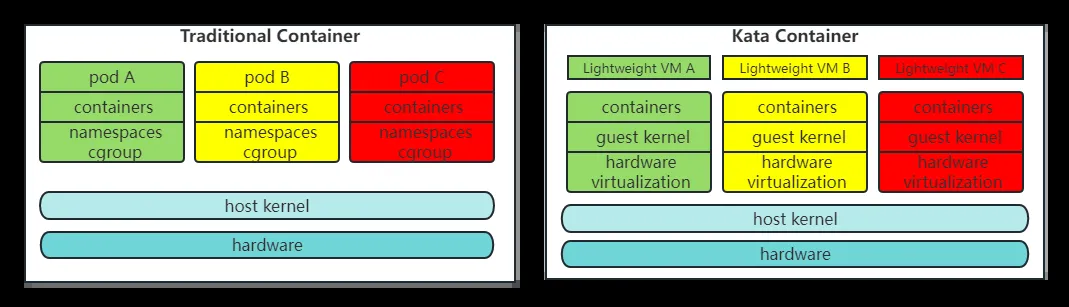 Traditional Container
pod A
containers
namespaces
cgroup
pod B
containers
namespaces
cgroup
pod C
containers
namespaces
cgroup
host kernel
hardware
Kata Container
Lightweight VM A
containers
guest kernel
hardware
virtualization
Lightweight VM B
containers
guest kernel
hardware
virtualization
Lightweight VM C
containers
guest kernel
hardware
virtualization
host kernel
hardware